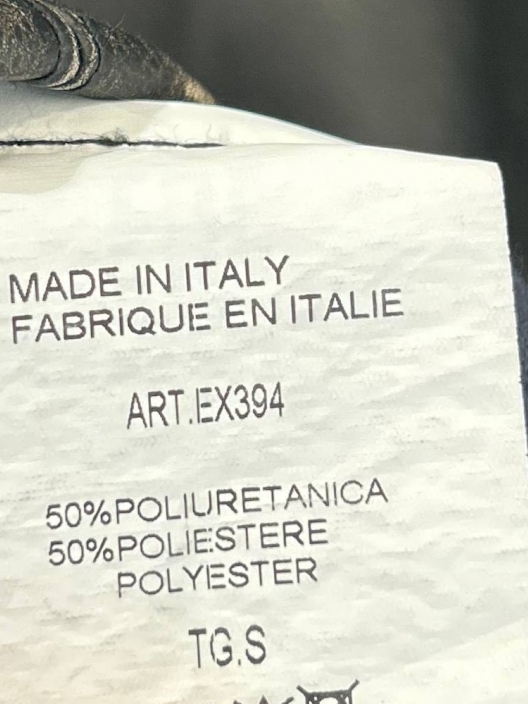 MADE IN ITALY
FABRIQUE EN ITALIE
ART.EX394
50%POLIURETANICA
50%POLIESTERE
POLYESTER
TG.S